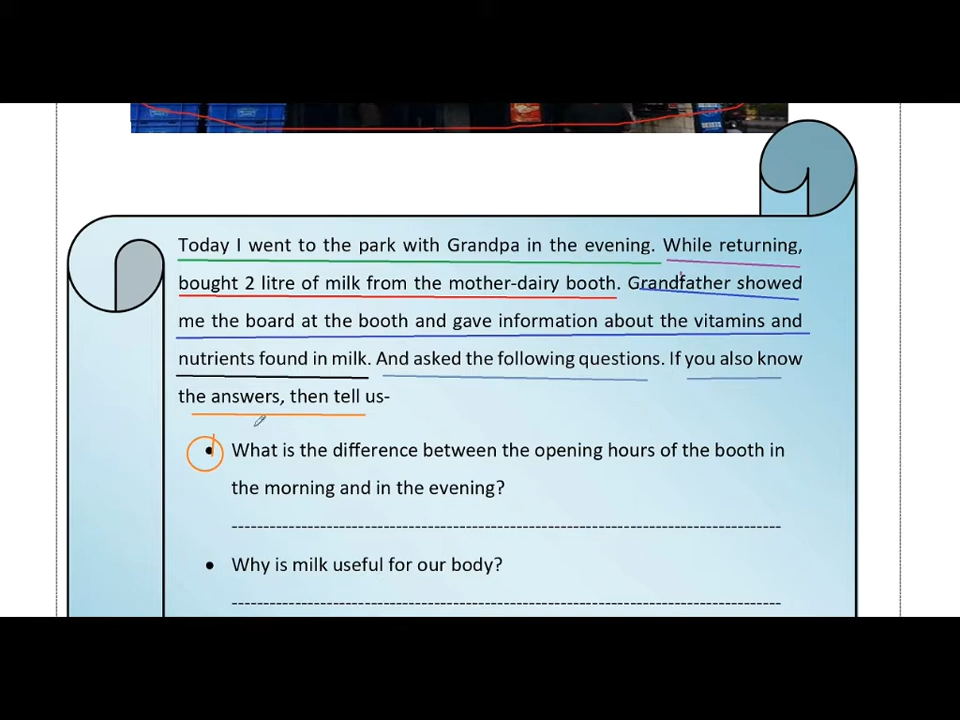 Today I went to the park with Grandpa in the evening. While returning,
bought 2 litre of milk from the mother-dairy booth. Grandfather showed
me the board at the booth and gave information about the vitamins and
nutrients found in milk. And asked the following questions. If you also know
the answers, then tell us-
• What is the difference between the opening hours of the booth in
the morning and in the evening?
• Why is milk useful for our body?